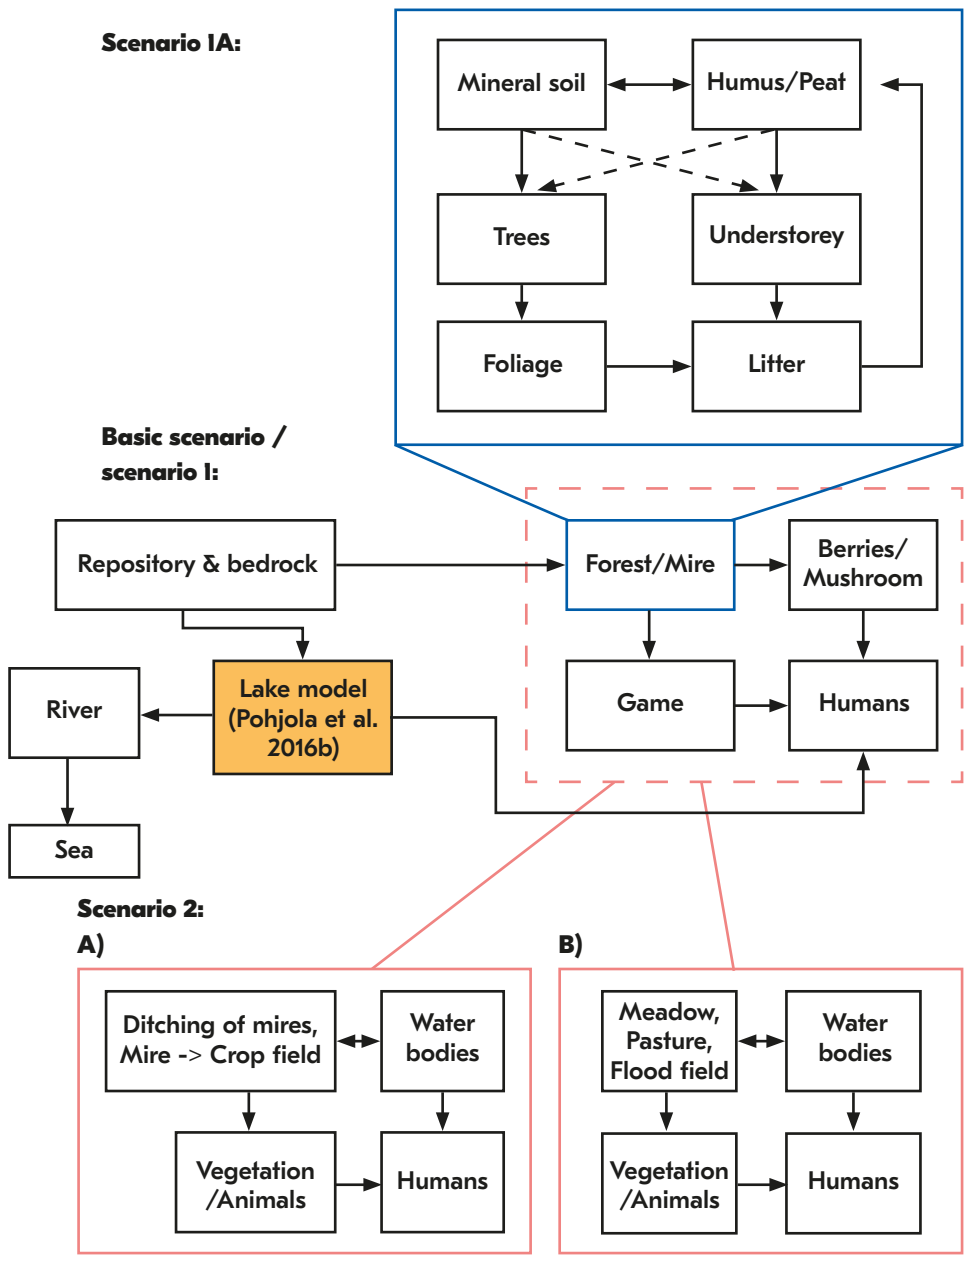 Scenario 1A:
Mineral soil
Humus/Peat
Trees
Understorey
Foliage
Litter
Basic scenario /
scenario 1:
Repository & bedrock
Forest/Mire
Berries/
Mushroom
River
Lake model
(Pohjola et al.
2016b)
Game
Humans
Sea
Scenario 2:
A)
Ditching of mires,
Mire -> Crop field
Water
bodies
Vegetation
/Animals
Humans
B)
Meadow,
Pasture,
Flood field
Water
bodies
Vegetation
/Animals
Humans